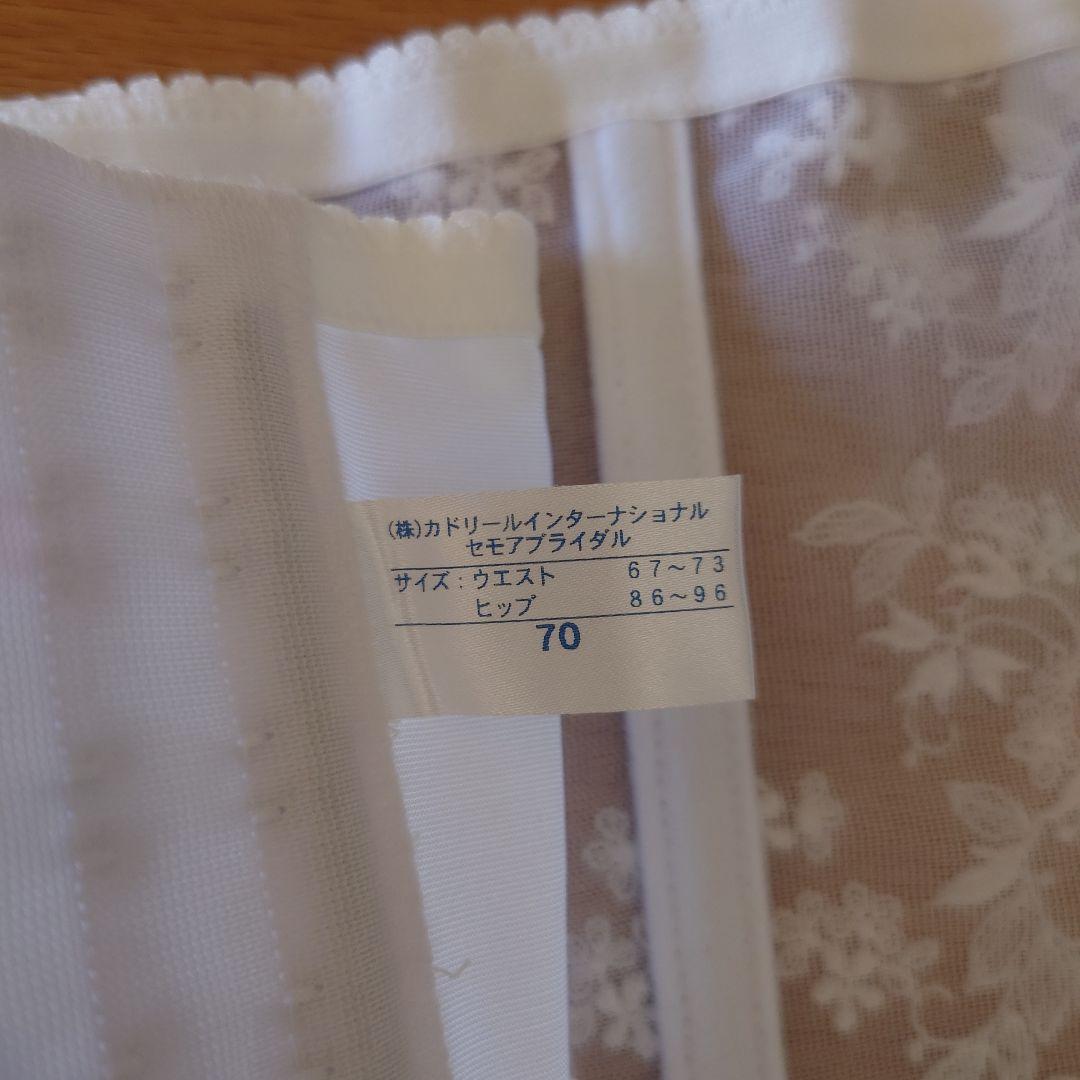 (株)カドリールインターナショナル
セモアブライダル
サイズ:ウエスト 67~73
ヒップ 86~96
70